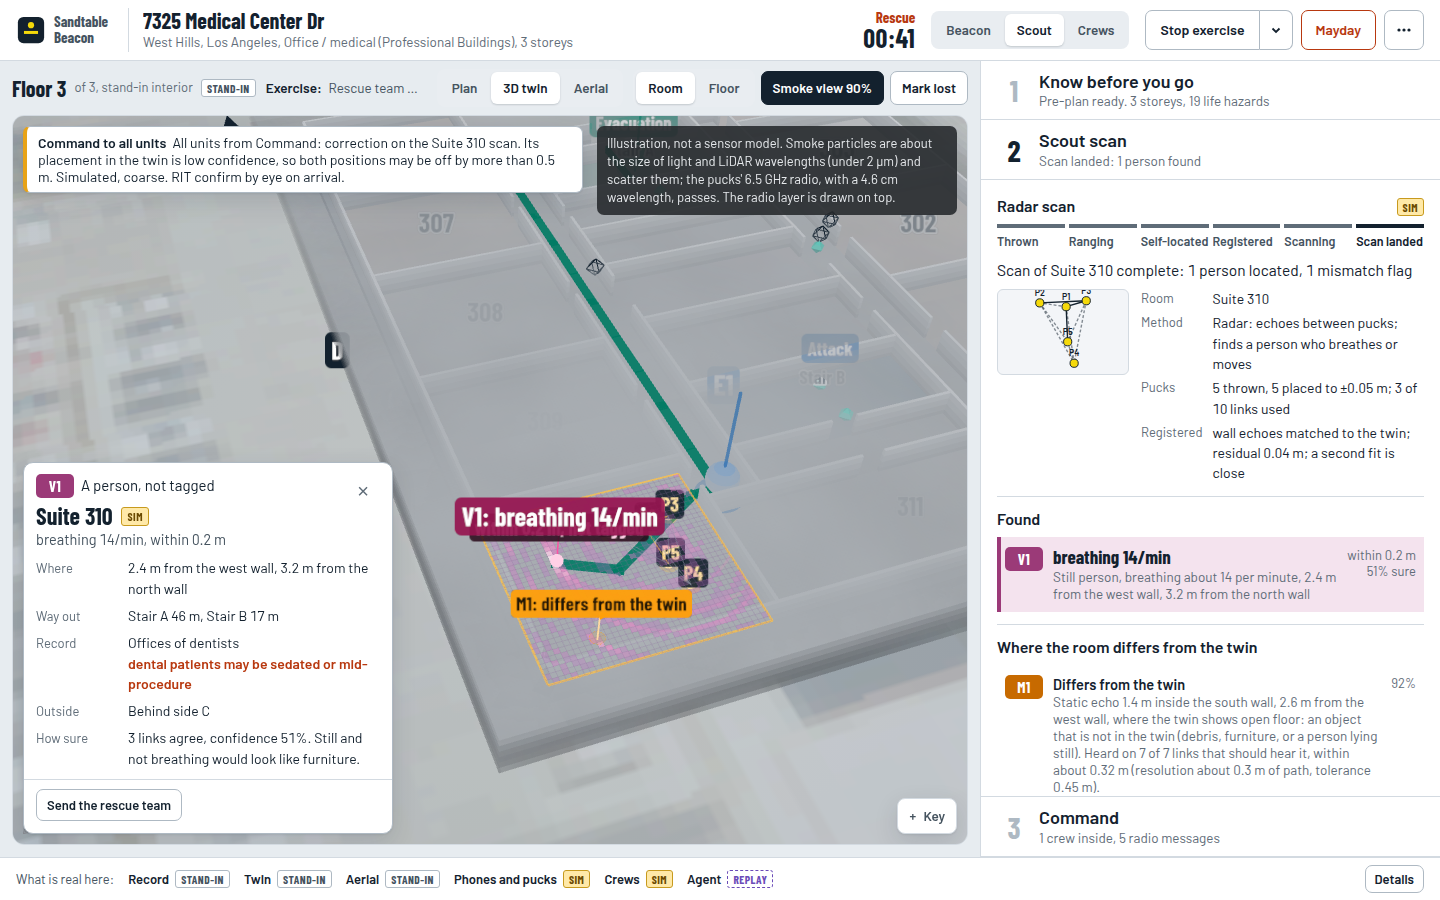 Sandtable
Beacon
7325 Medical Center Dr
West Hills, Los Angeles, Office / medical (Professional Buildings), 3 storeys
Rescue
00:41
Beacon
Scout
Crews
Stop exercise
Mayday
Floor 3
of 3, stand-in interior
STAND-IN
Exercise: Rescue team ...
Plan
3D twin
Aerial
Room
Floor
Smoke view 90%
Mark lost
Command to all units All units from Command: correction on the Suite 310 scan. Its
placement in the twin is low confidence, so both positions may be off by more than 0.5
m. Simulated, coarse. RIT confirm by eye on arrival.
Evacuation
Illustration, not a sensor model. Smoke particles are about
the size of light and LiDAR wavelengths (under 2 µm) and
scatter them; the pucks' 6.5 GHz radio, with a 4.6 cm
wavelength, passes. The radio layer is drawn on top.
307
302
308
D
Attack
Stair B
E1
311
P3
V1: breathing 14/min
P5
P4
M1: differs from the twin
V1
A person, not tagged
Suite 310
SIM
breathing 14/min, within 0.2 m
Where
2.4 m from the west wall, 3.2 m from the
north wall
Way out
Stair A 46 m, Stair B 17 m
Record
Offices of dentists
dental patients may be sedated or mid-
procedure
Outside
Behind side C
How sure
3 links agree, confidence 51%. Still and
not breathing would look like furniture.
Send the rescue team
+ Key
1
Know before you go
Pre-plan ready. 3 storeys, 19 life hazards
2
Scout scan
Scan landed: 1 person found
Radar scan
SIM
Thrown
Ranging
Self-located
Registered
Scanning
Scan landed
Scan of Suite 310 complete: 1 person located, 1 mismatch flag
P2
P1
P3
P5
P4
Room
Suite 310
Method
Radar: echoes between pucks;
finds a person who breathes or
moves
Pucks
5 thrown, 5 placed to ±0.05 m; 3 of
10 links used
Registered
wall echoes matched to the twin;
residual 0.04 m; a second fit is
close
Found
V1
breathing 14/min
within 0.2 m
51% sure
Still person, breathing about 14 per minute, 2.4 m
from the west wall, 3.2 m from the north wall
Where the room differs from the twin
M1
Differs from the twin
92%
Static echo 1.4 m inside the south wall, 2.6 m from the
west wall, where the twin shows open floor: an object
that is not in the twin (debris, furniture, or a person lying
still). Heard on 7 of 7 links that should hear it, within
about 0.32 m (resolution about 0.3 m of path, tolerance
0.45 m).
3
Command
1 crew inside, 5 radio messages
What is real here:
Record STAND-IN
Twin STAND-IN
Aerial STAND-IN
Phones and pucks SIM
Crews SIM
Agent REPLAY
Details